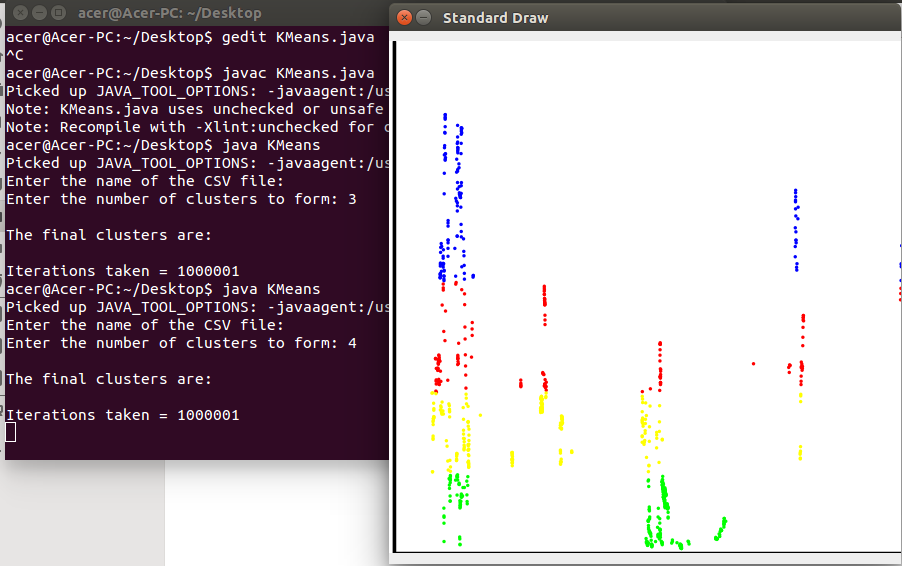 acer@Acer-PC: ~/Desktop
acer@Acer-PC:~/Desktop$ gedit KMeans.java
^C
acer@Acer-PC:~/Desktop$ javac KMeans.java
Picked up JAVA_TOOL_OPTIONS: -javaagent:/us
Note: KMeans.java uses unchecked or unsafe
Note: Recompile with -Xlint:unchecked for d
acer@Acer-PC:~/Desktop$ java KMeans
Picked up JAVA_TOOL_OPTIONS: -javaagent:/us
Enter the name of the CSV file:
Enter the number of clusters to form: 3
The final clusters are:
Iterations taken = 1000001
acer@Acer-PC:~/Desktop$ java KMeans
Picked up JAVA_TOOL_OPTIONS: -javaagent:/us
Enter the name of the CSV file:
Enter the number of clusters to form: 4
The final clusters are:
Iterations taken = 1000001
Standard Draw